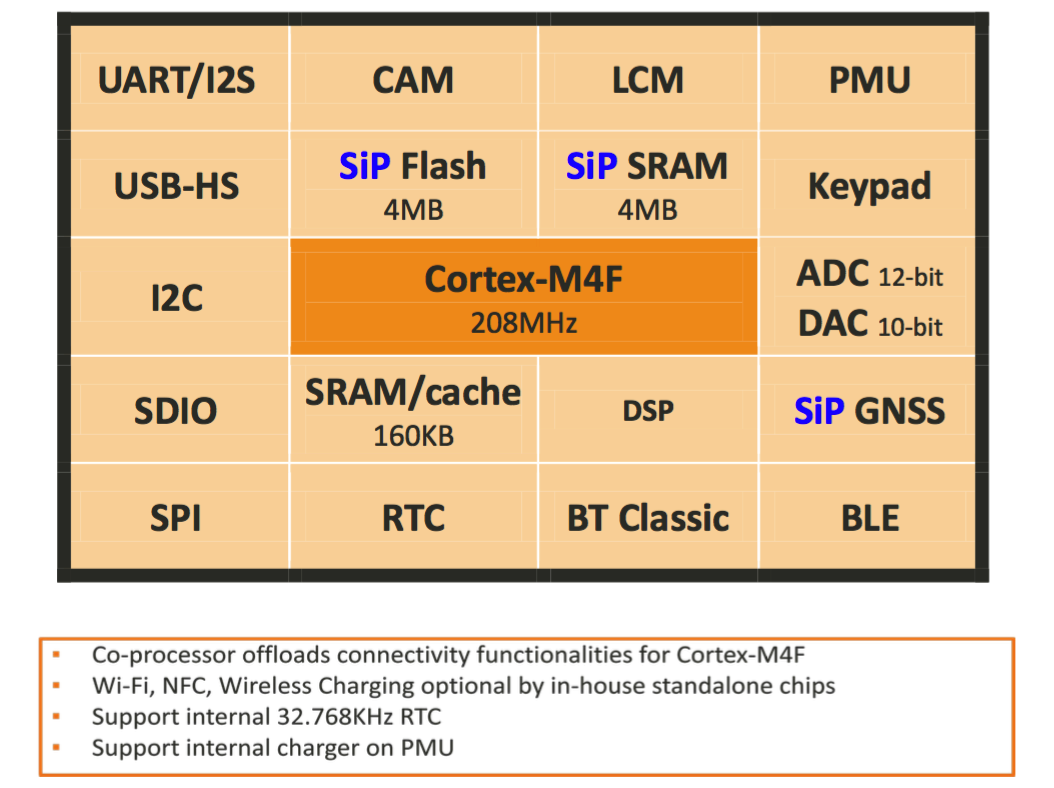 UART/I2S
CAM
LCM
PMU
USB-HS
SiP Flash
4MB
SiP SRAM
4MB
Keypad
I2C
Cortex-M4F
208MHz
ADC 12-bit
DAC 10-bit
SDIO
SRAM/cache
160KB
DSP
SiP GNSS
SPI
RTC
BT Classic
BLE
▪ Co-processor offloads connectivity functionalities for Cortex-M4F
▪ Wi-Fi, NFC, Wireless Charging optional by in-house standalone chips
▪ Support internal 32.768KHz RTC
▪ Support internal charger on PMU